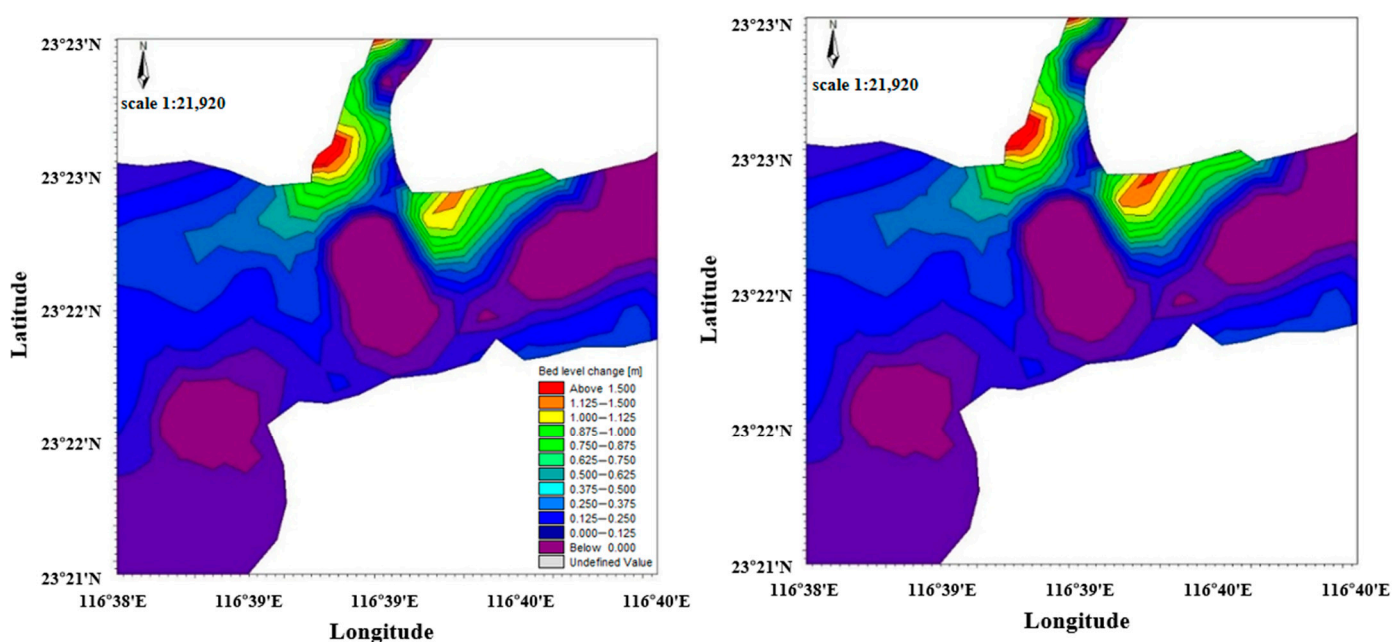 N
scale 1:21,920
23°23'N
23°23'N
23°22'N
23°22'N
23°21'N
Latitude
116°38'E 116°39'E 116°39'E 116°40'E 116°40'E
Longitude
Bed level change [m]
Above 1.500
1.125—1.500
1.000—1.125
0.875—1.000
0.750—0.875
0.625—0.750
0.500—0.625
0.375—0.500
0.250—0.375
0.125—0.250
0.000—0.125
Below 0.000
Undefined Value
N
scale 1:21,920
23°23'N
23°23'N
23°22'N
23°22'N
23°21'N
Latitude
116°38'E 116°39'E 116°39'E 116°40'E 116°40'E
Longitude